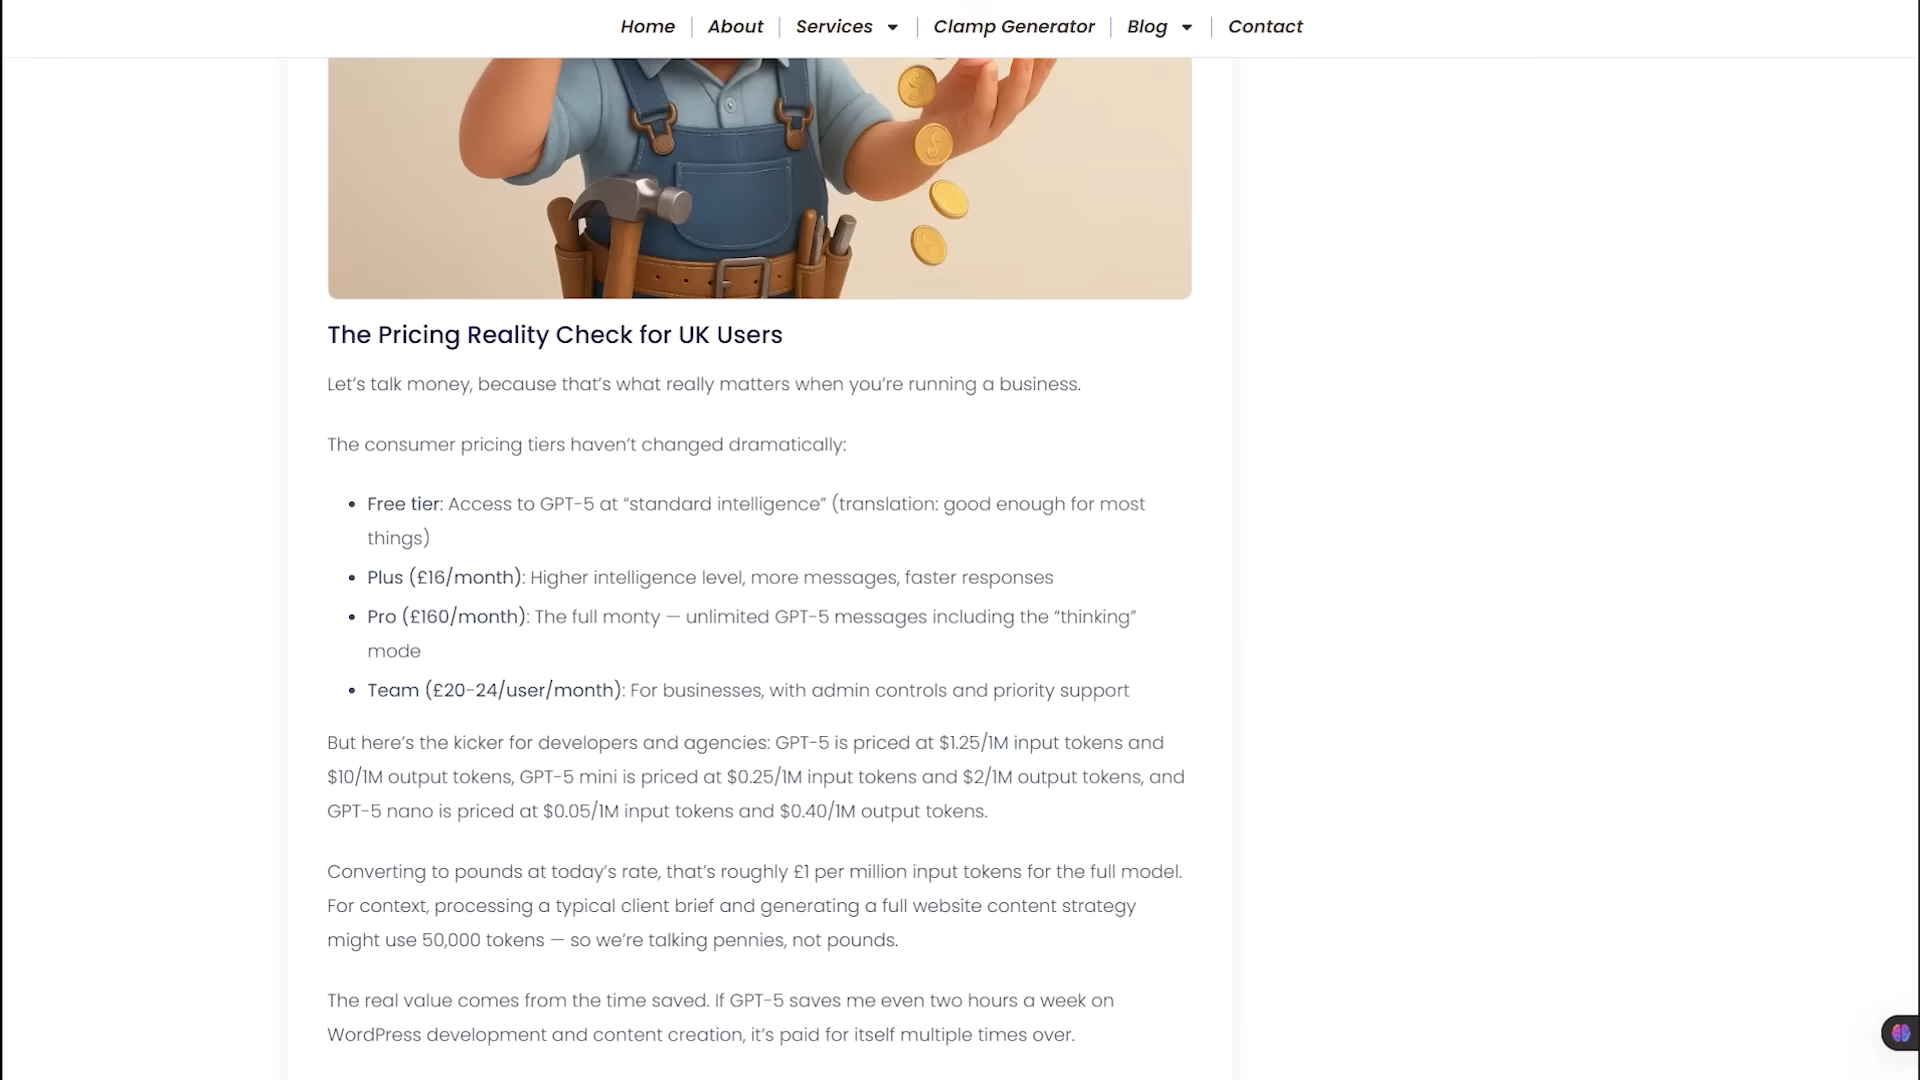 Home About Services Clamp Generator Blog Contact
The Pricing Reality Check for UK Users
Let’s talk money, because that’s what really matters when you’re running a business.
The consumer pricing tiers haven’t changed dramatically:
• Free tier: Access to GPT-5 at “standard intelligence” (translation: good enough for most
things)
• Plus (£16/month): Higher intelligence level, more messages, faster responses
• Pro (£160/month): The full monty — unlimited GPT-5 messages including the “thinking”
mode
• Team (£20-24/user/month): For businesses, with admin controls and priority support
But here’s the kicker for developers and agencies: GPT-5 is priced at $1.25/1M input tokens and
$10/1M output tokens, GPT-5 mini is priced at $0.25/1M input tokens and $2/1M output tokens, and
GPT-5 nano is priced at $0.05/1M input tokens and $0.40/1M output tokens.
Converting to pounds at today’s rate, that’s roughly £1 per million input tokens for the full model.
For context, processing a typical client brief and generating a full website content strategy
might use 50,000 tokens — so we’re talking pennies, not pounds.
The real value comes from the time saved. If GPT-5 saves me even two hours a week on
WordPress development and content creation, it’s paid for itself multiple times over.